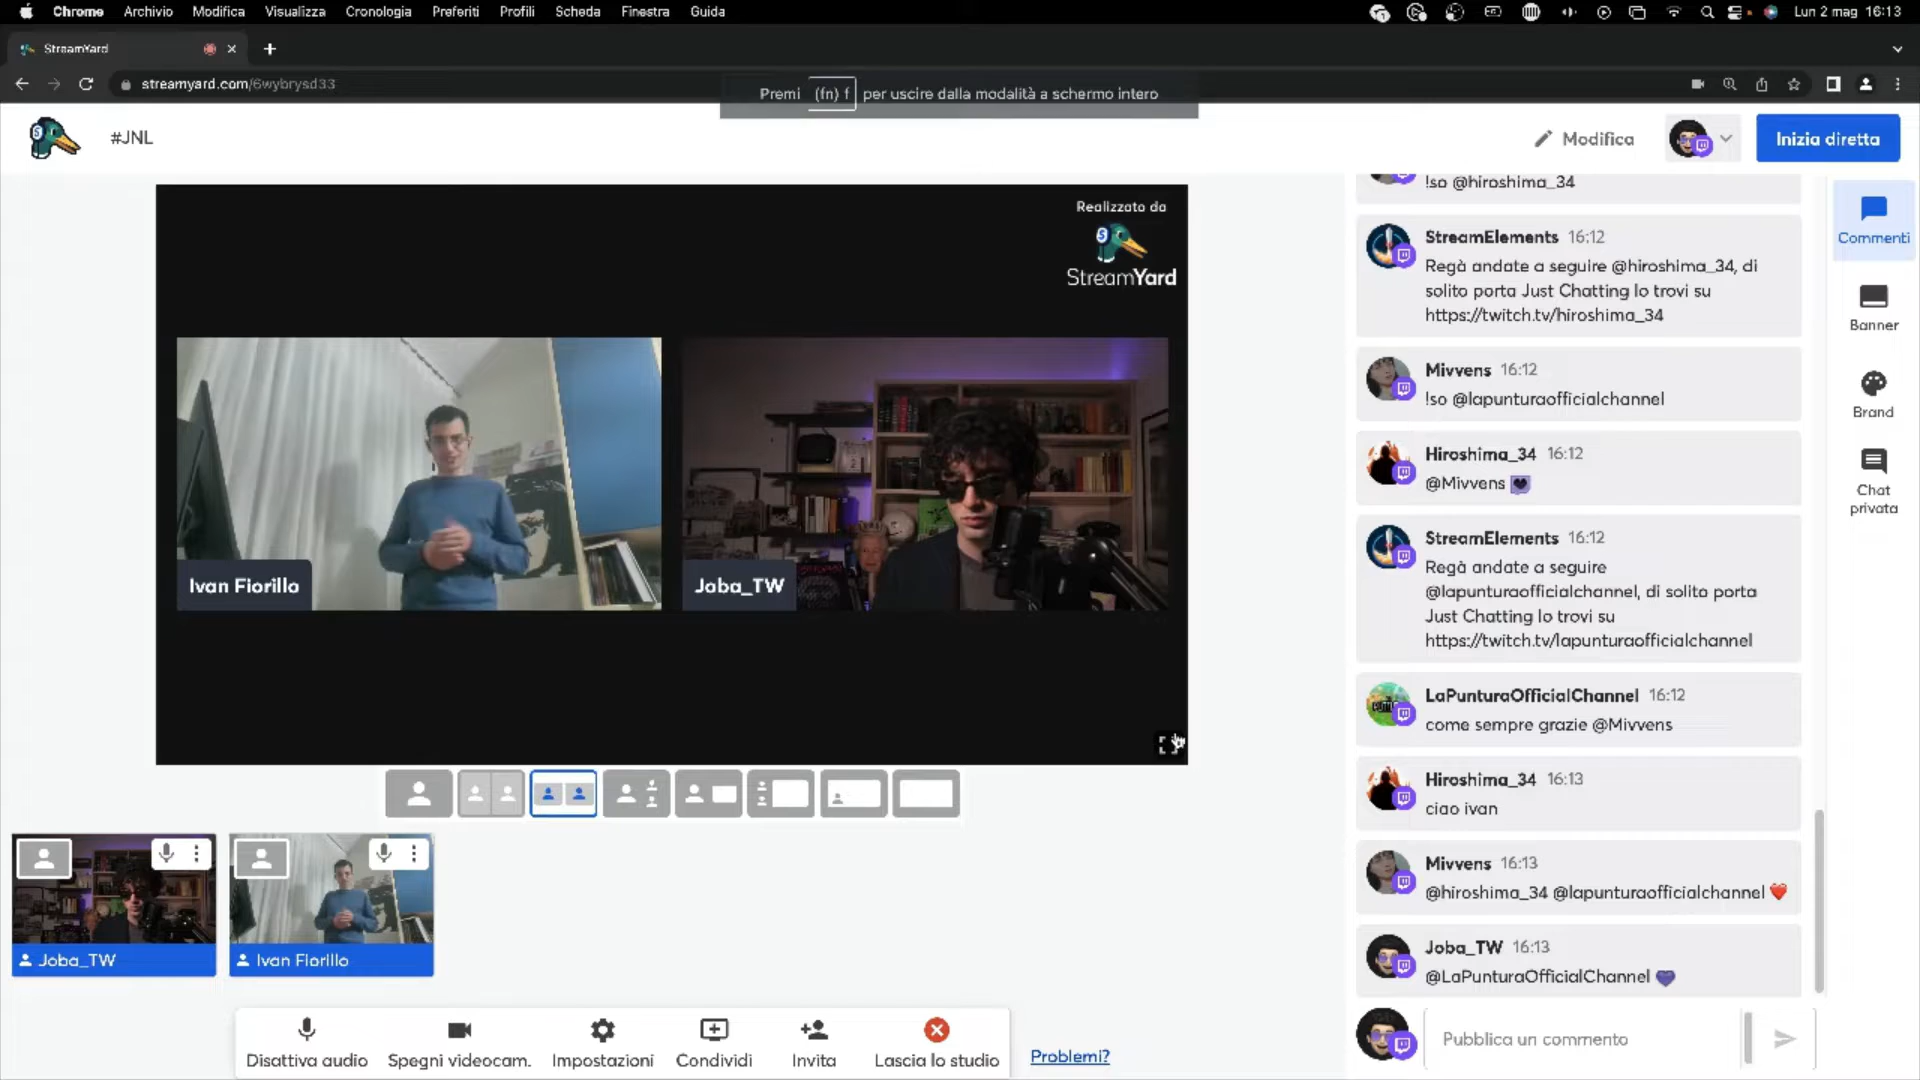 Chrome Archivio Modifica Visualizza Cronologia Preferiti Profili Scheda Finestra Guida
Lun 2 mag 16:13
StreamYard
streamyard.com/6wybrysd33
Premi (fn) f per uscire dalla modalità a schermo intero
#JNL
Modifica
Inizia diretta
Realizzato da
StreamYard
Ivan Fiorillo
Joba_TW
Joba_TW
Ivan Fiorillo
Disattiva audio
Spegni videocam.
Impostazioni
Condividi
Invita
Lascia lo studio
Problemi?
!so @hiroshima_34
StreamElements 16:12
Regà andate a seguire @hiroshima_34, di
solito porta Just Chatting lo trovi su
https://twitch.tv/hiroshima_34
Mivvens 16:12
!so @lapunturaofficialchannel
Hiroshima_34 16:12
@Mivvens
StreamElements 16:12
Regà andate a seguire
@lapunturaofficialchannel, di solito porta
Just Chatting lo trovi su
https://twitch.tv/lapunturaofficialchannel
LaPunturaOfficialChannel 16:12
come sempre grazie @Mivvens
Hiroshima_34 16:13
ciao ivan
Mivvens 16:13
@hiroshima_34 @lapunturaofficialchannel ❤️
Joba_TW 16:13
@LaPunturaOfficialChannel 💜
Pubblica un commento
Commenti
Banner
Brand
Chat
privata